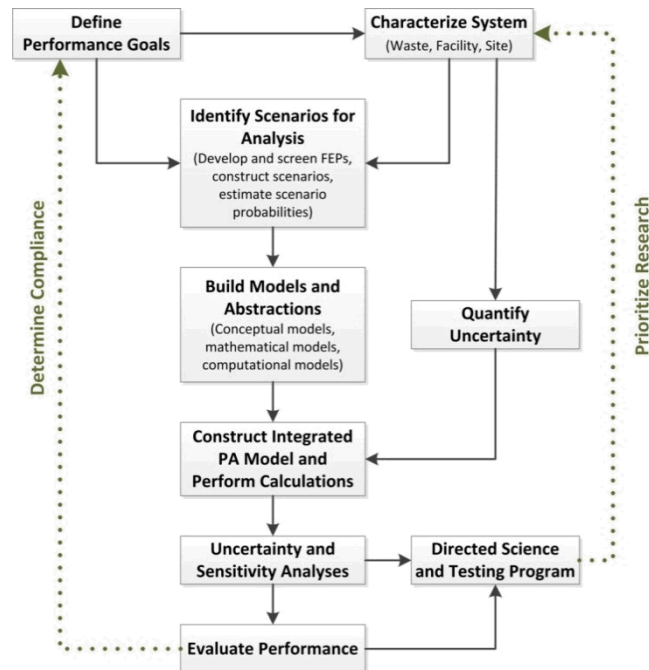 Define
Performance Goals
Characterize System
(Waste, Facility, Site)
Identify Scenarios for
Analysis
(Develop and screen FEPs,
construct scenarios,
estimate scenario
probabilities)
Build Models and
Abstractions
(Conceptual models,
mathematical models,
computational models)
Quantify
Uncertainty
Construct Integrated
PA Model and
Perform Calculations
Uncertainty and
Sensitivity Analyses
Directed Science
and Testing Program
Evaluate Performance
Determine Compliance
Prioritize Research